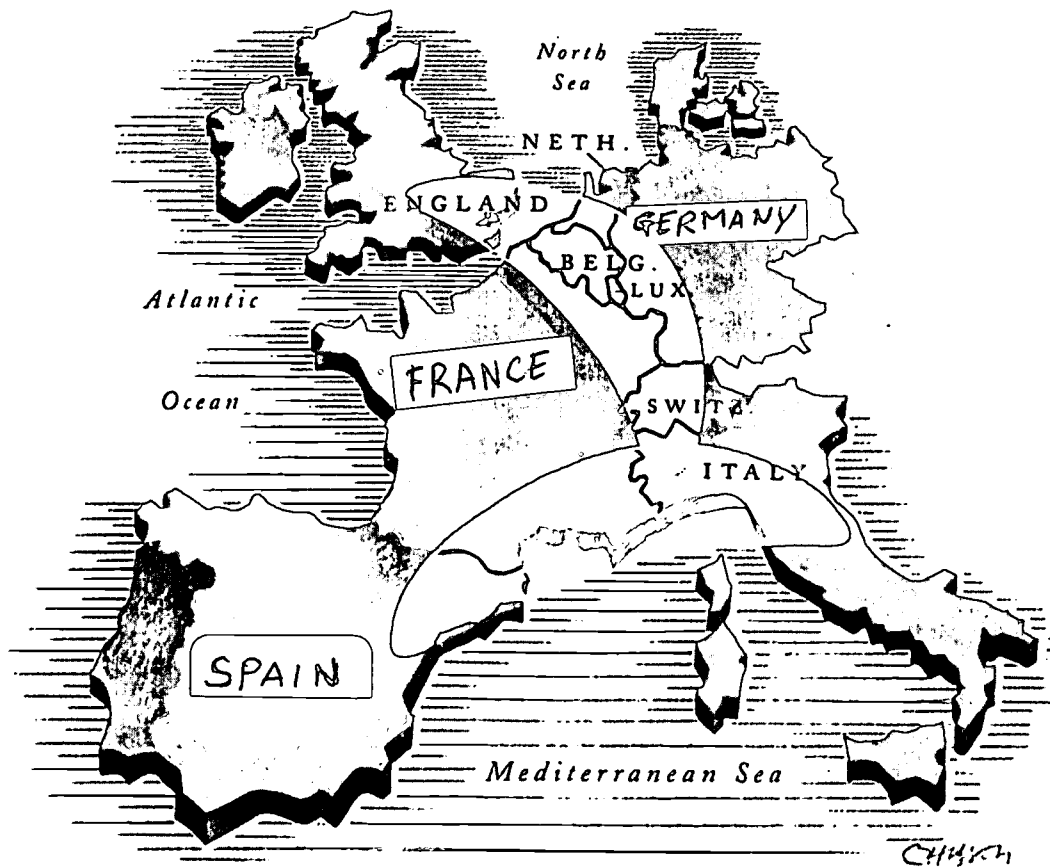 North
Sea
NETH.
ENGLAND
GERMANY
BELG.
LUX
Atlantic
FRANCE
Ocean
SWITZ.
ITALY
SPAIN
Mediterranean Sea